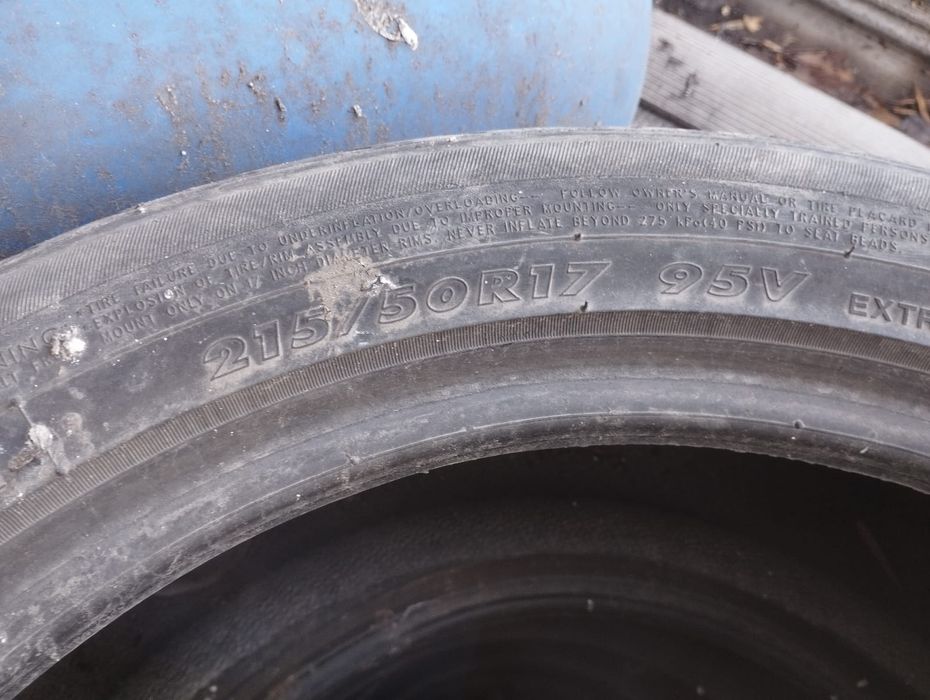 TIRE FAILURE DUE TO UNDERINFLATION/OVERLOADING-- FOLLOW OWNER'S MANUAL OR TIRE PLACARD
EXPLOSION OF TIRE/RIM ASSEMBLY DUE TO IMPROPER MOUNTING-- ONLY SPECIALLY TRAINED PERSONS
MOUNT ONLY ON 17 INCH DIAMETER RIMS. NEVER INFLATE BEYOND 275 kPa(40 PSI) TO SEAT BEADS.
215/50R17 95V EXTR